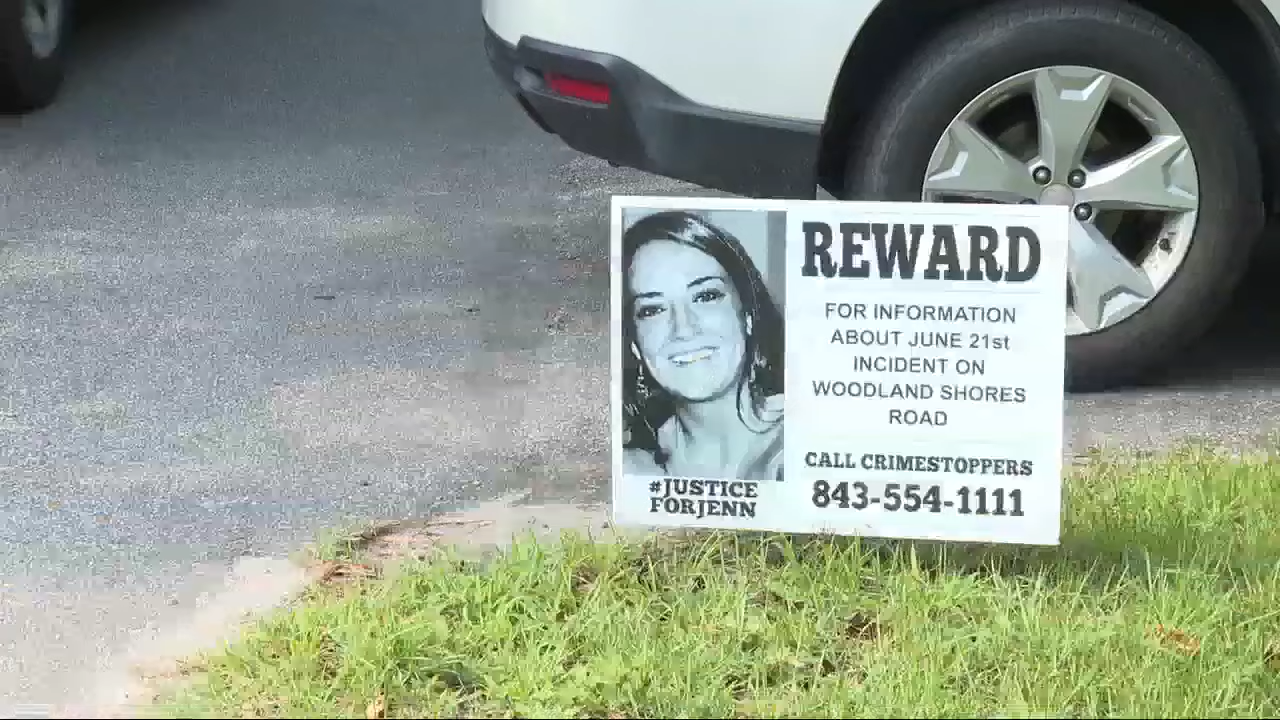 REWARD
FOR INFORMATION
ABOUT JUNE 21st
INCIDENT ON
WOODLAND SHORES
ROAD
CALL CRIMESTOPPERS
843-554-1111
#JUSTICE
FORJENN